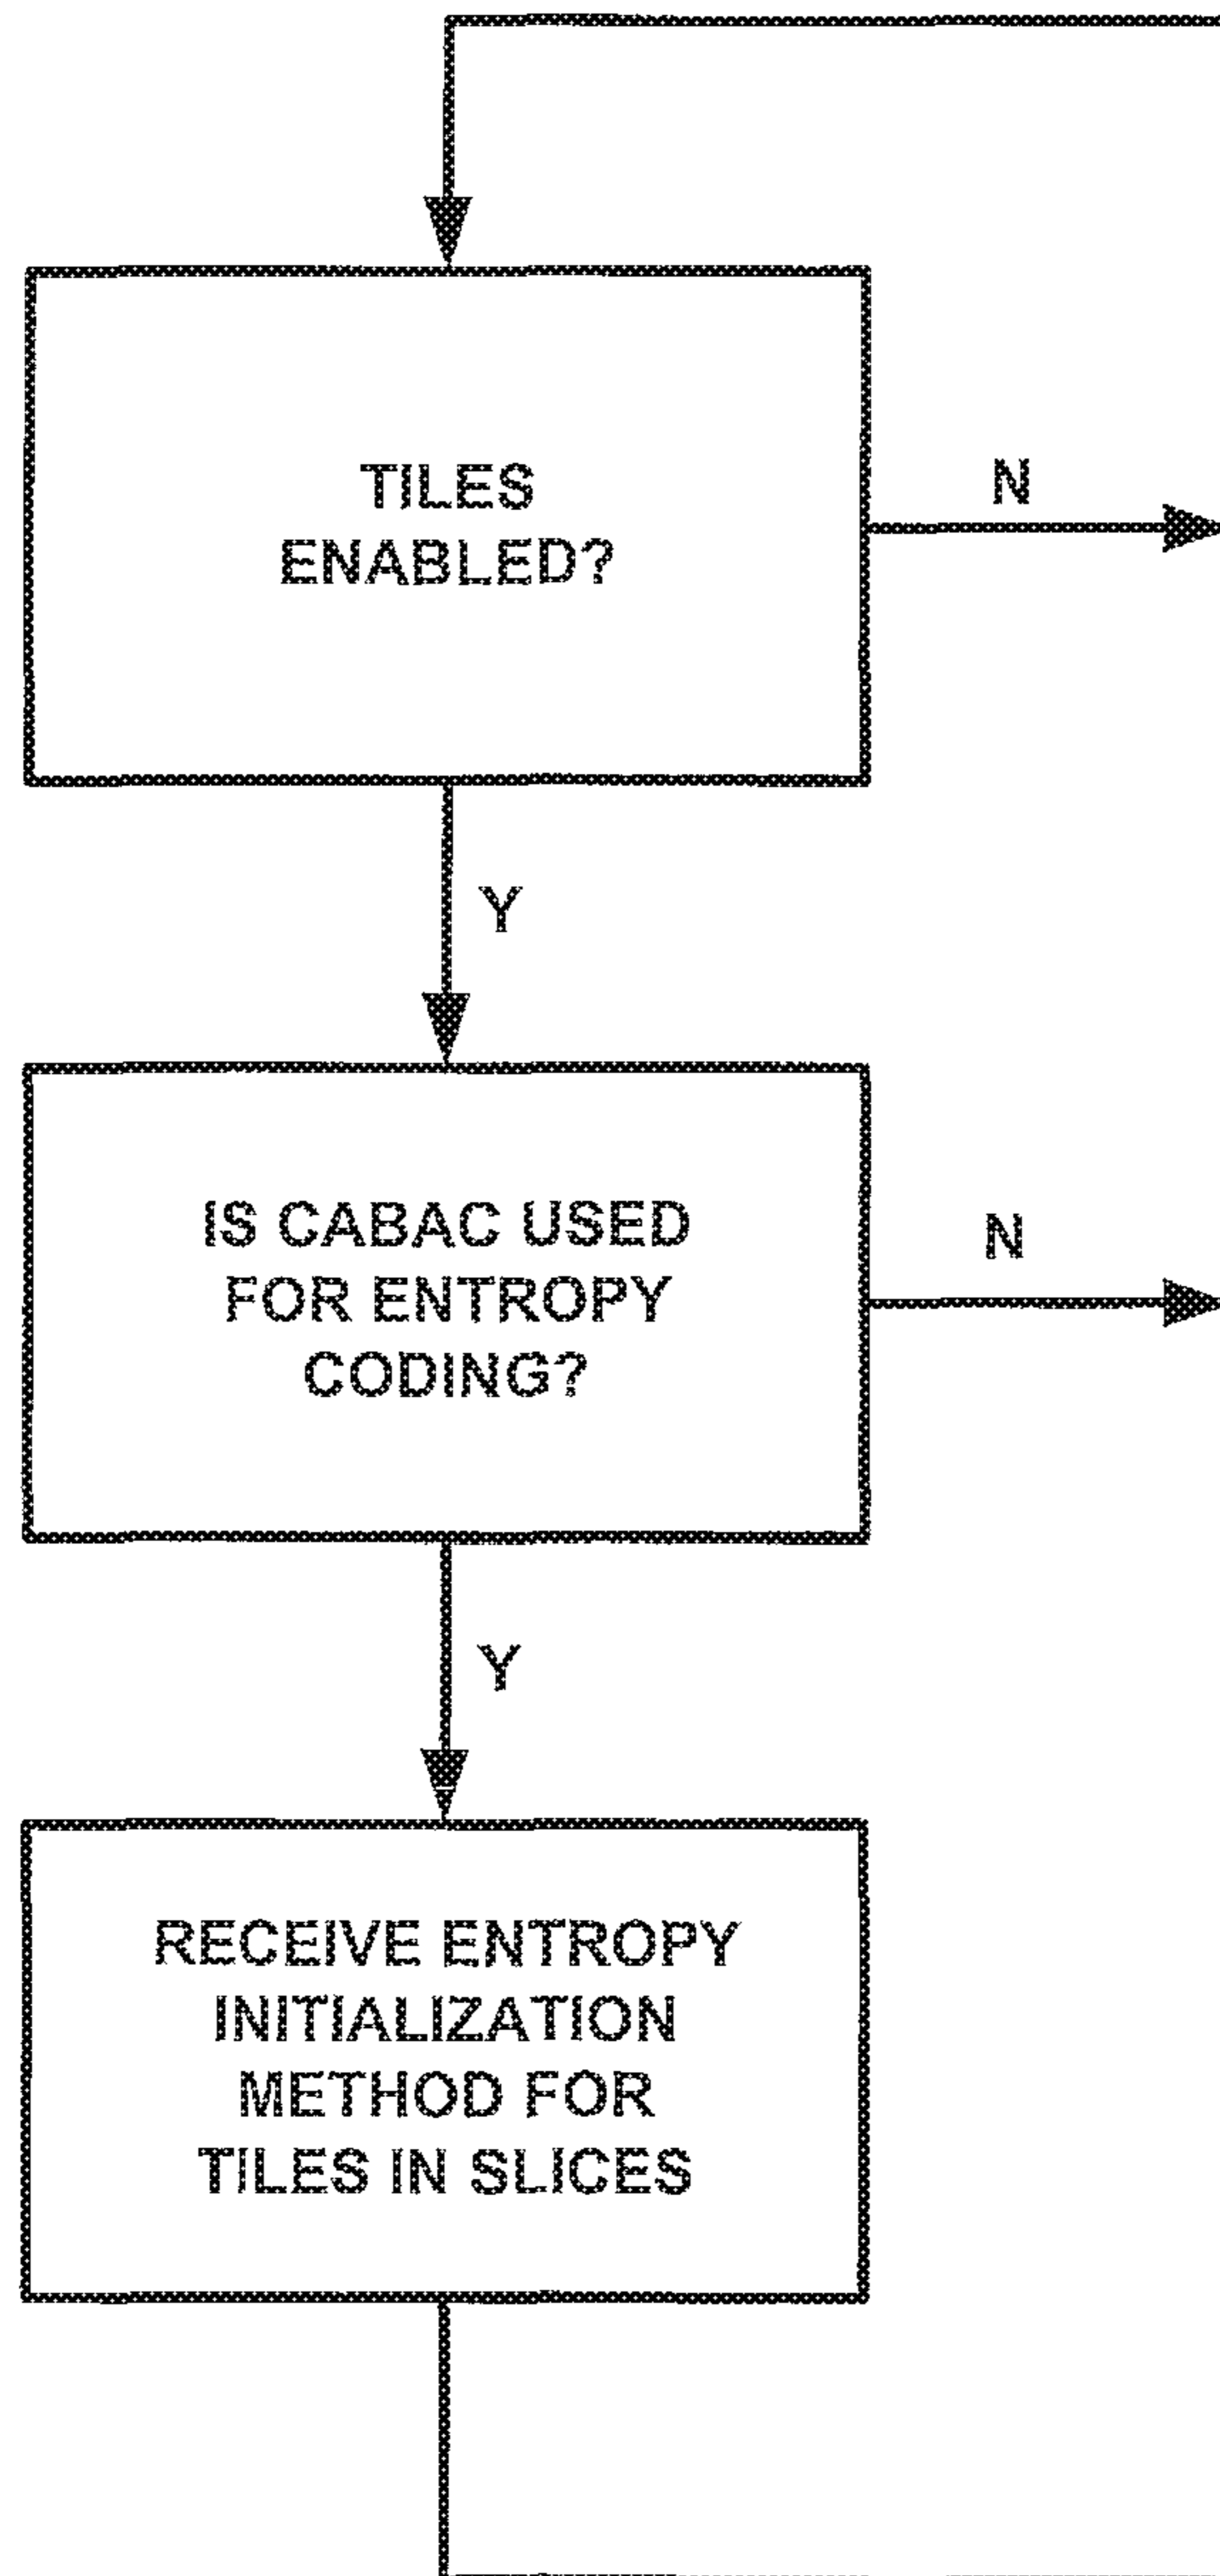 TILES
ENABLED?
N
Y
IS CABAC USED
FOR ENTROPY
CODING?
N
Y
RECEIVE ENTROPY
INITIALIZATION
METHOD FOR
TILES IN SLICES